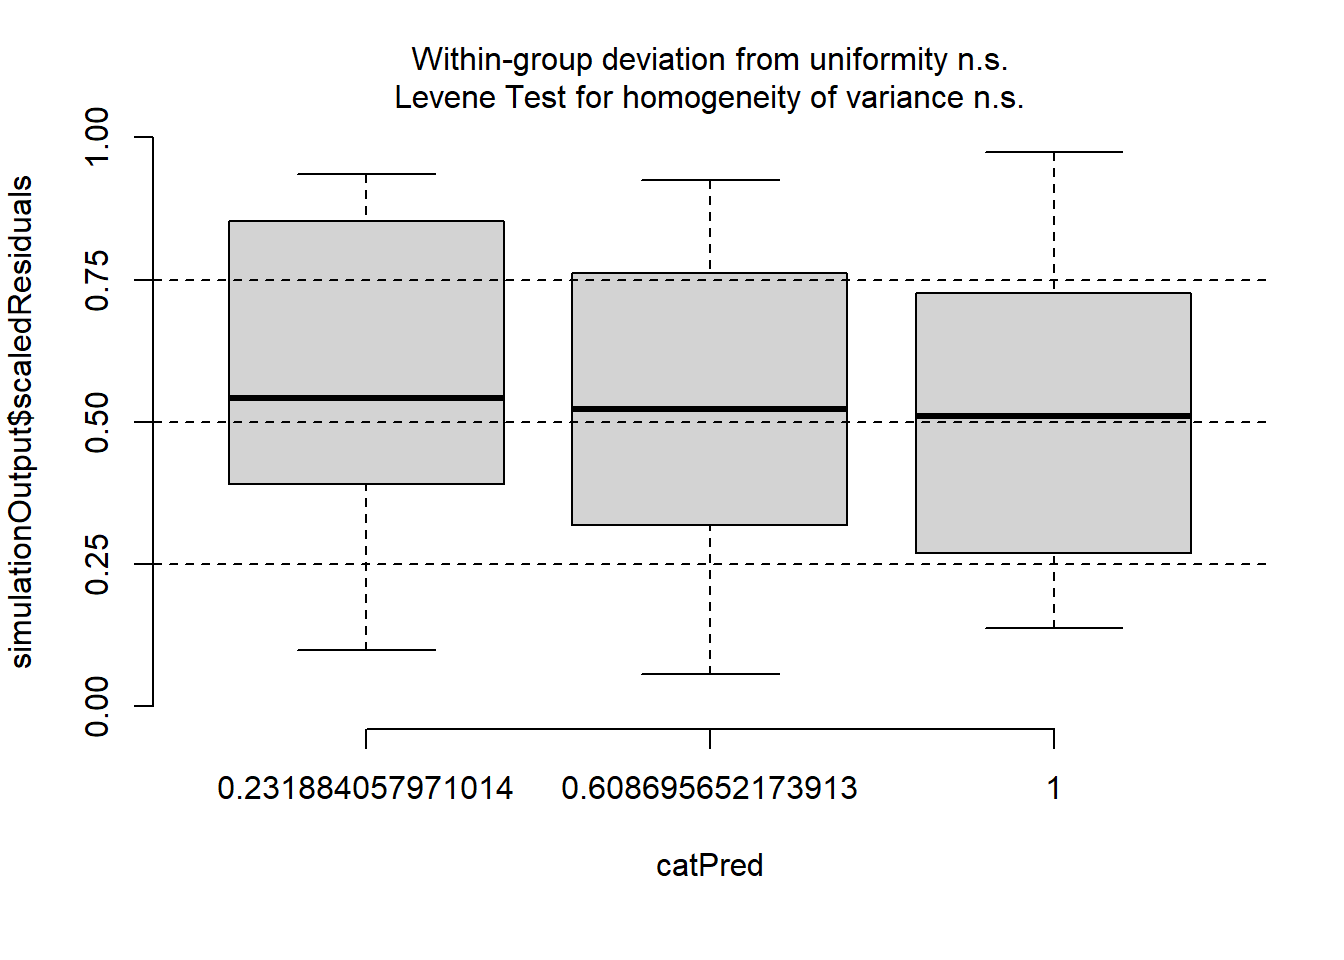 Within-group deviation from uniformity n.s.
Levene Test for homogeneity of variance n.s.
simulationOutput$scaledResiduals
1.00
0.75
0.50
0.25
0.00
0.231884057971014
0.608695652173913
1
catPred